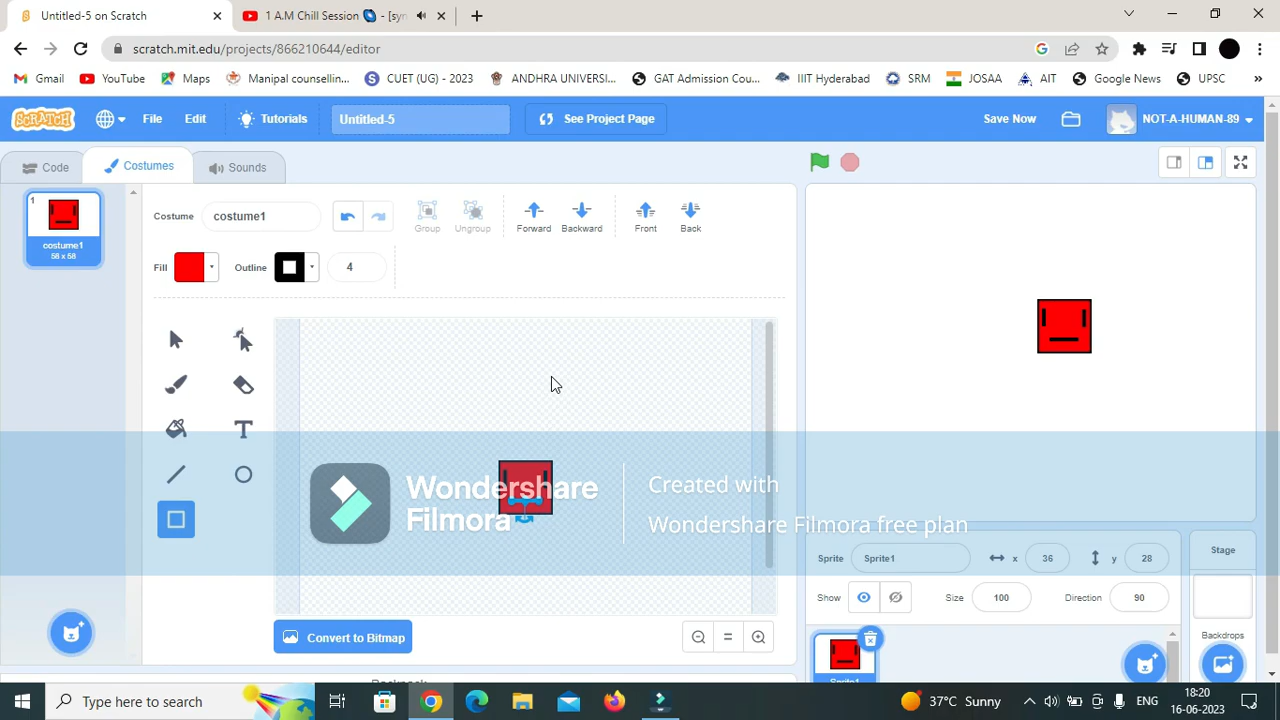 Untitled-5 on Scratch
1 A.M Chill Session
[syn
scratch.mit.edu/projects/866210644/editor
Gmail
YouTube
Maps
Manipal counsellin...
CUET (UG) - 2023
ANDHRA UNIVERSI...
GAT Admission Cou...
IIIT Hyderabad
SRM
JOSAA
AIT
Google News
UPSC
»
SCRATCH
File
Edit
Tutorials
Untitled-5
See Project Page
Save Now
NOT-A-HUMAN-89
Code
Costumes
Sounds
1
costume1
58 x 58
Costume
costume1
Group
Ungroup
Forward
Backward
Front
Back
Fill
Outline
4
T
Wondershare
Filmora
Created with
Wondershare Filmora free plan
Convert to Bitmap
Sprite
Sprite1
x
36
y
28
Show
Size
100
Direction
90
Sprite1
Stage
Backdrops
Backpack
Type here to search
37°C Sunny
ENG
18:20
16-06-2023